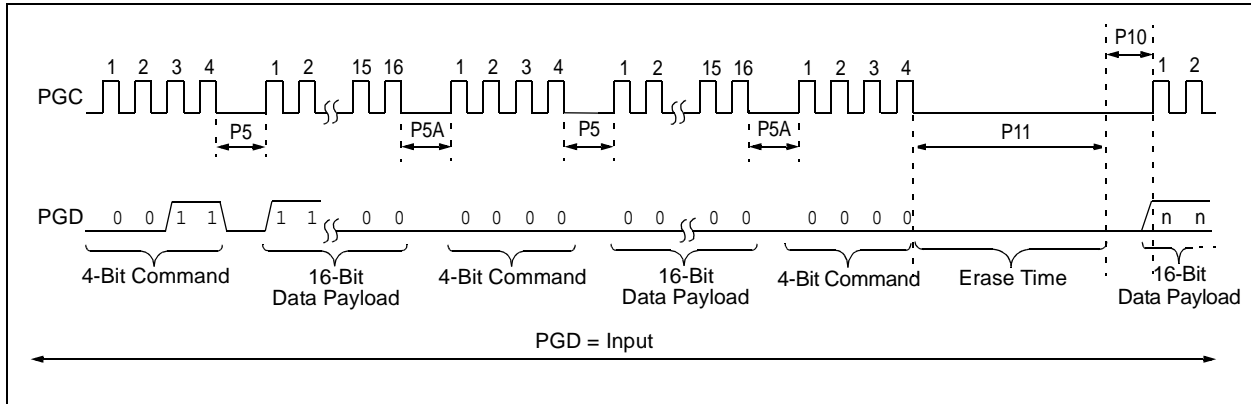 P10
1 2 3 4 1 2 15 16 1 2 3 4 1 2 15 16 1 2 3 4 1 2
PGC
P5 P5A P5 P5A P11
PGD 0 0 1 1 1 1 0 0 0 0 0 0 0 0 0 0 0 0 0 0 n n
4-Bit Command 16-Bit 4-Bit Command 16-Bit 4-Bit Command Erase Time 16-Bit
Data Payload Data Payload Data Payload
PGD = Input